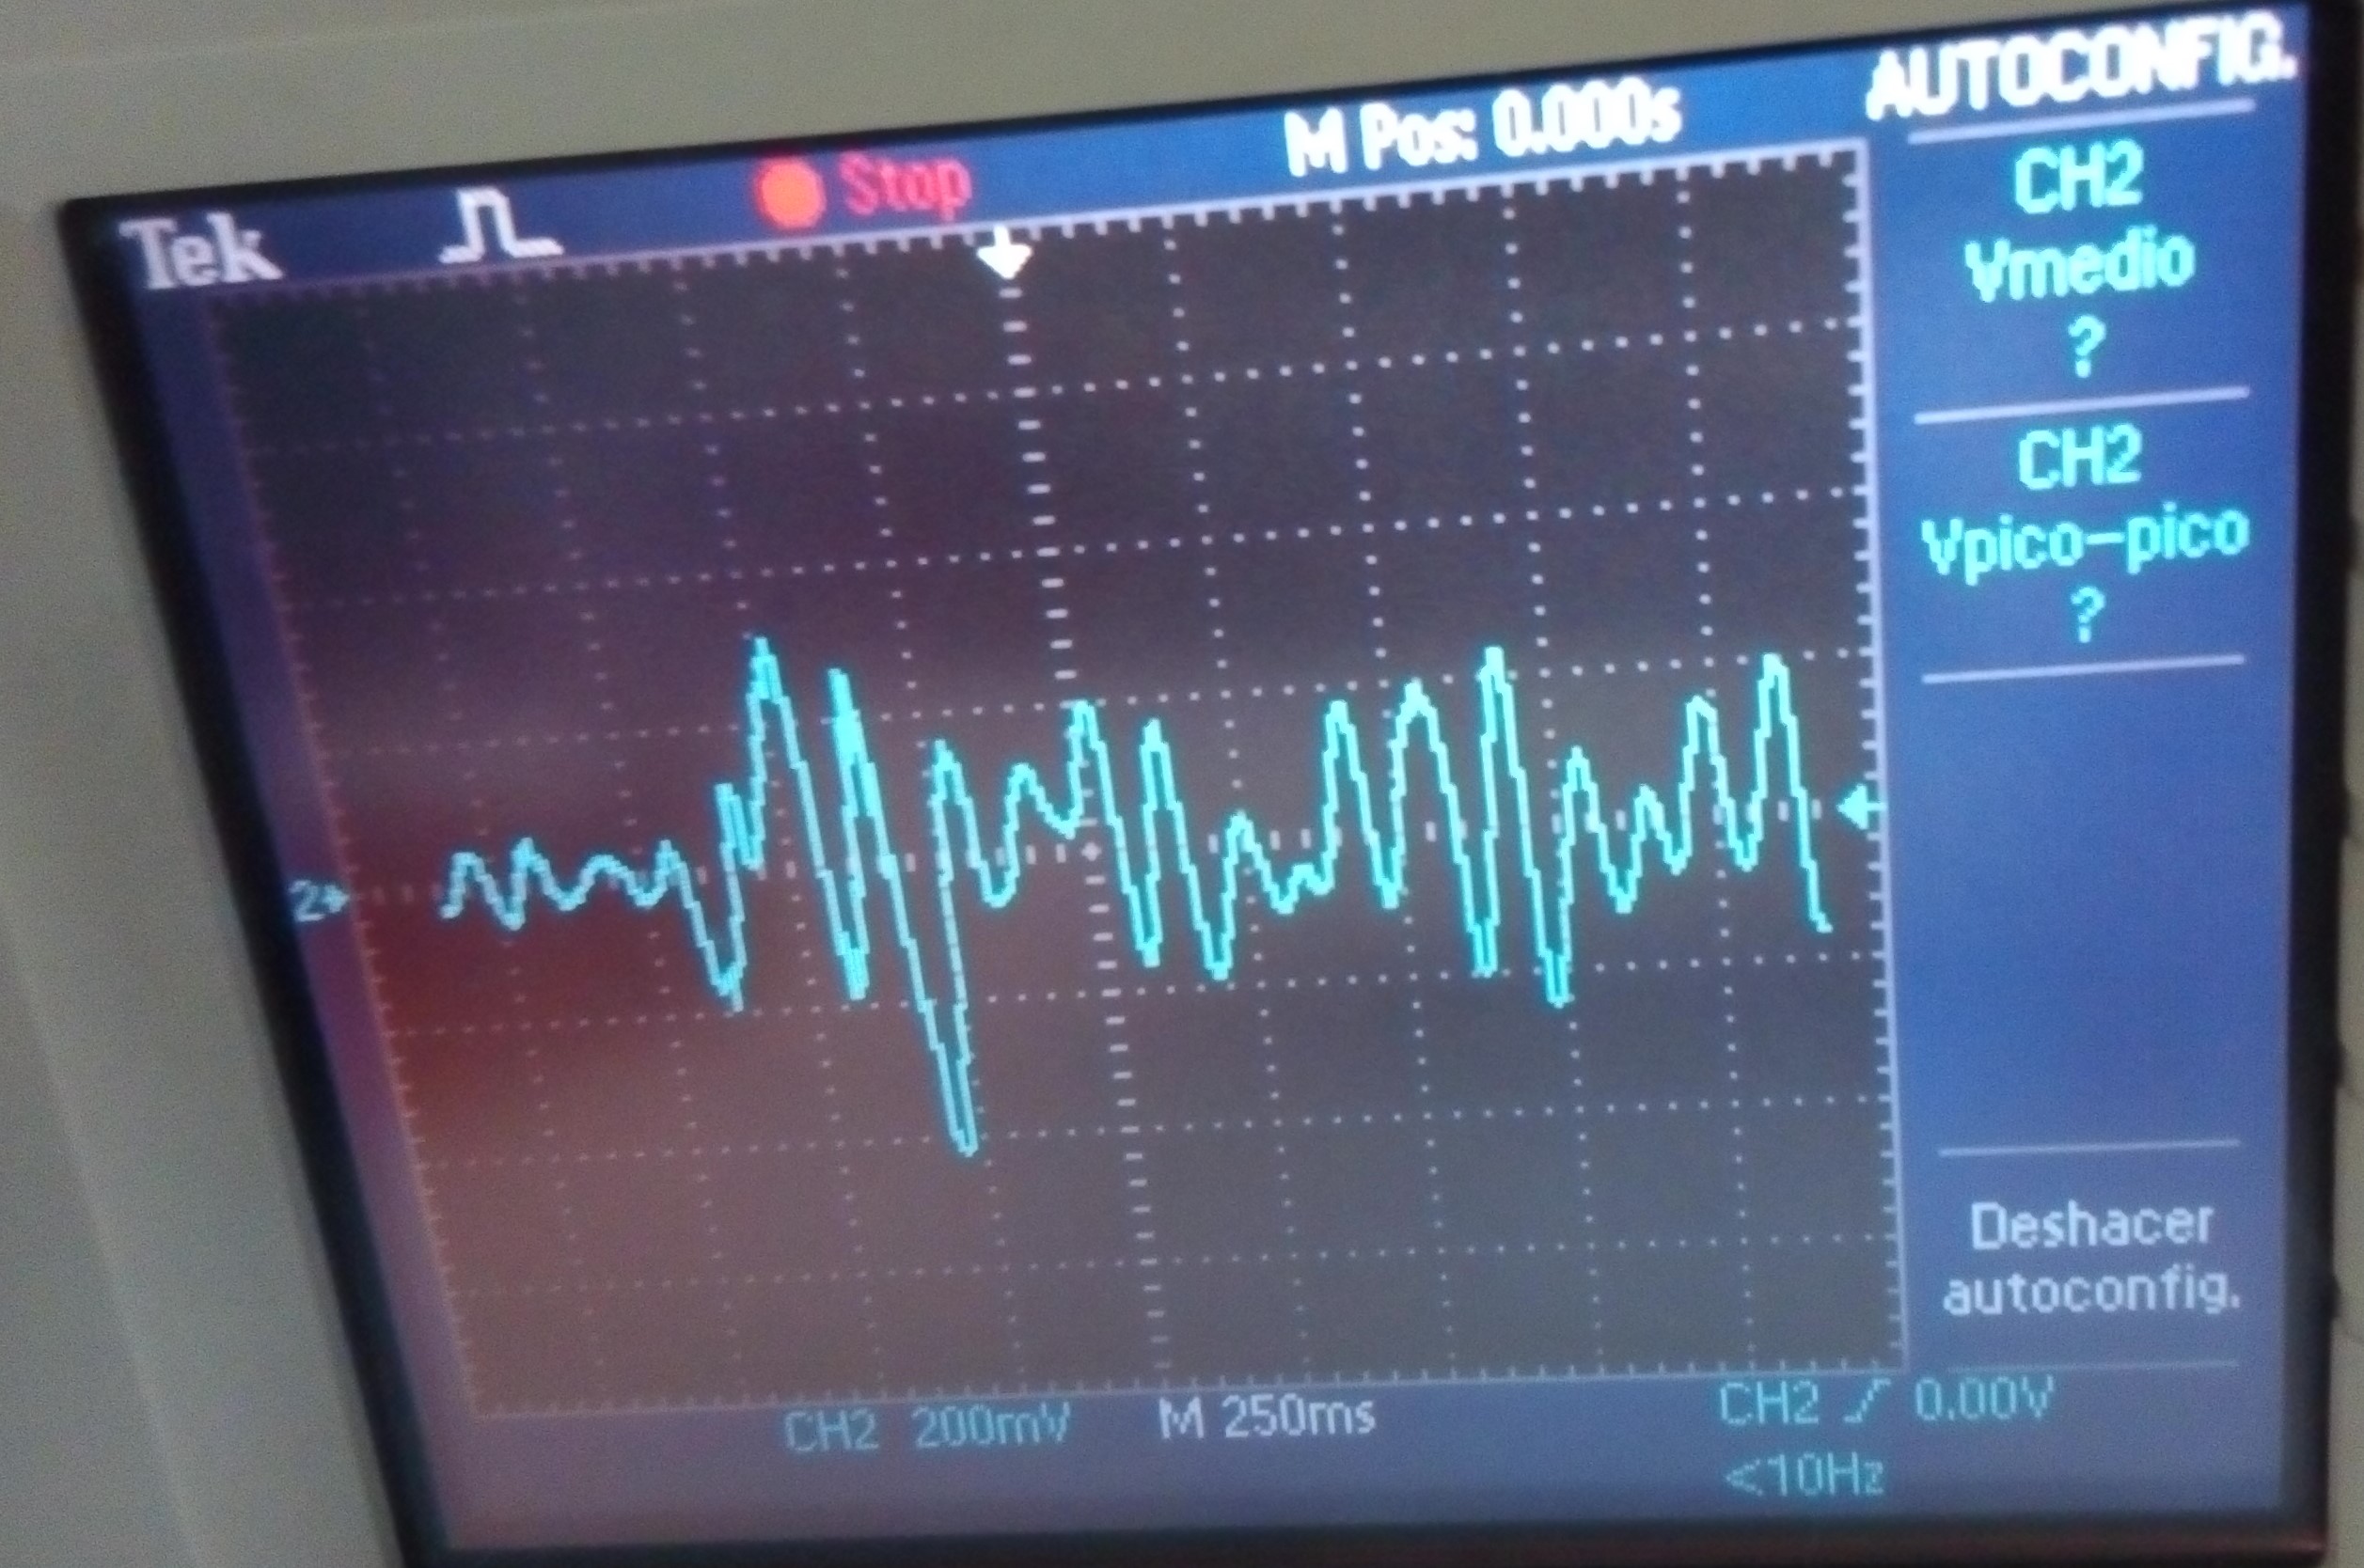 Tek
Stop
M Pos: 0.000s
AUTOCONFIG.
CH2
Vmedio
?
CH2
Vpico-pico
?
2
Deshacer
autoconfig.
CH2 200mV M 250ms CH2 0.00V
<10Hz